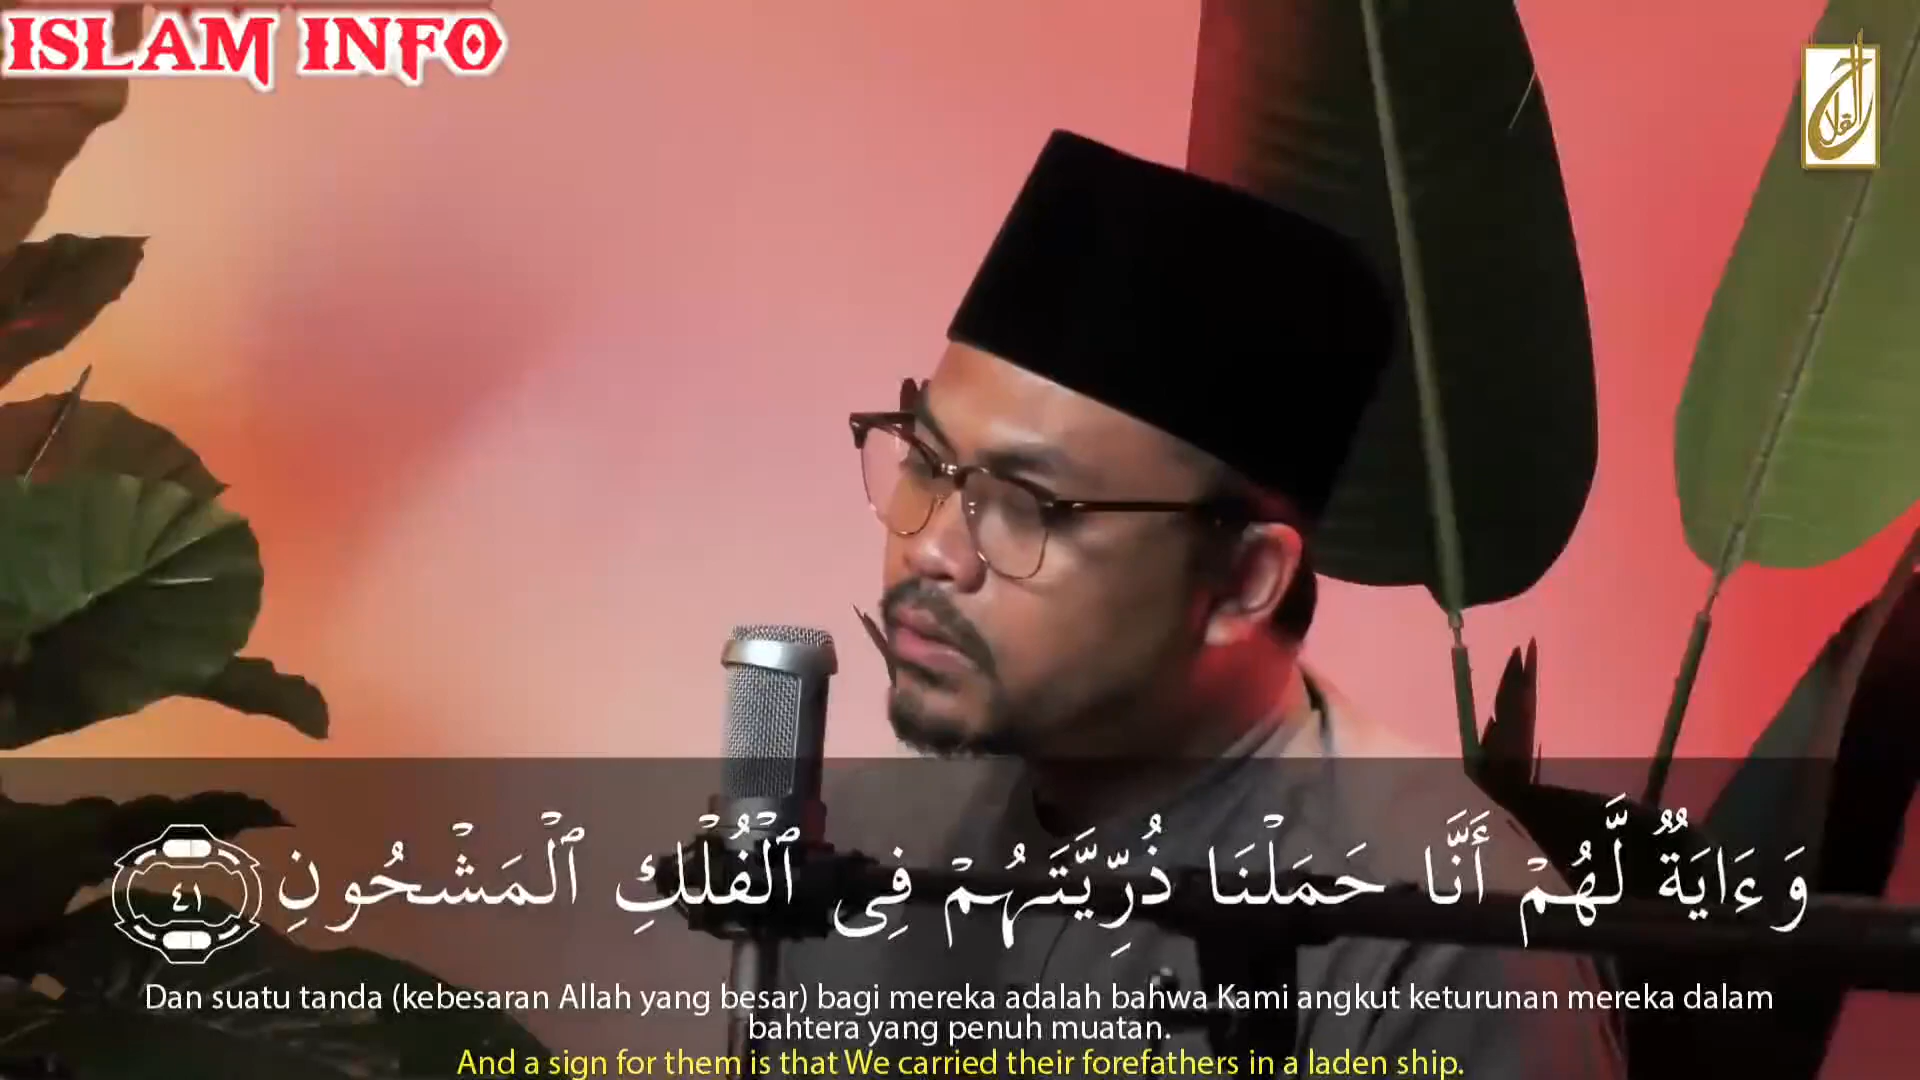 ISLAM INFO
وَءَايَةٌ لَّهُمْ أَنَّا حَمَلْنَا ذُرِّيَّتَهُمْ فِى ٱلْفُلْكِ ٱلْمَشْحُونِ ٤١
Dan suatu tanda (kebesaran Allah yang besar) bagi mereka adalah bahwa Kami angkut keturunan mereka dalam
bahtera yang penuh muatan.
And a sign for them is that We carried their forefathers in a laden ship.